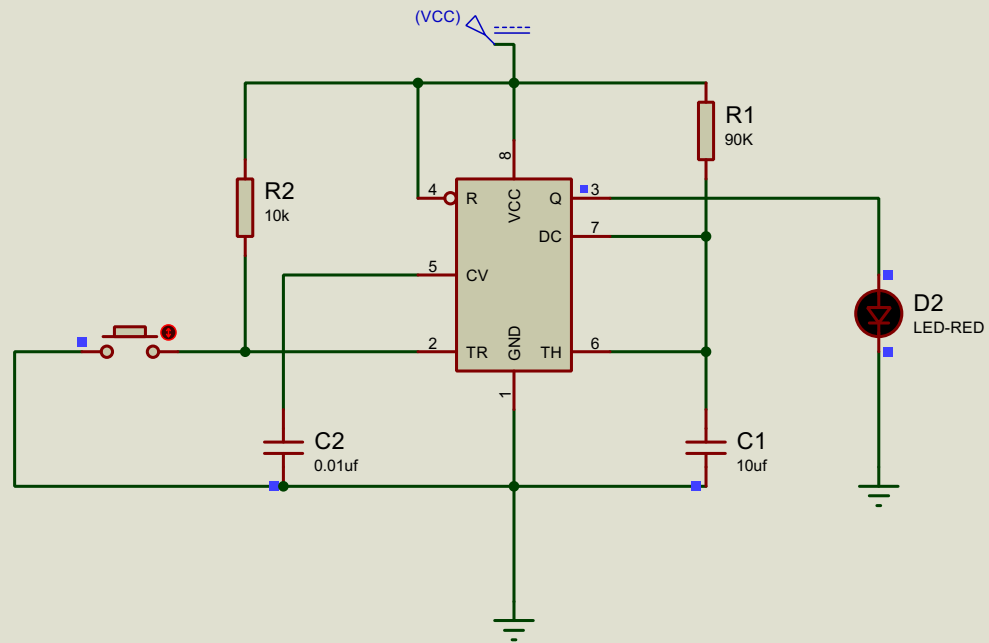 (VCC)
R1
90K
R2
10k
8
VCC
4
R
Q
3
DC
7
5
CV
2
TR
GND
TH
6
1
D2
LED-RED
C2
0.01uf
C1
10uf